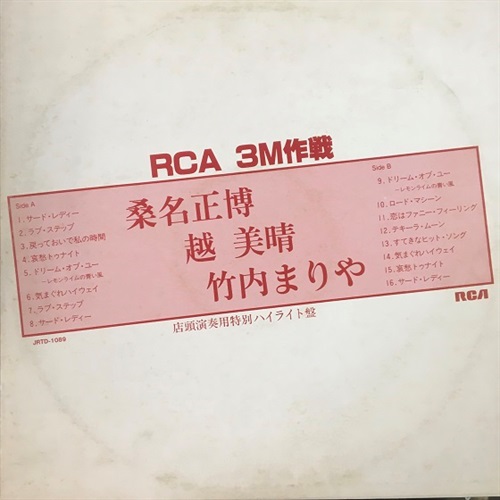 RCA 3M作戦
Side A
1. サード・レディー
2. ラブ・ステップ
3. 戻っておいで私の時間
4. 哀愁トゥナイト
5. ドリーム・オブ・ユー
〜レモンライムの青い風
6. 気まぐれハイウェイ
7. ラブ・ステップ
8. サード・レディー
桑名正博
越 美晴
竹内まりや
Side B
9. ドリーム・オブ・ユー
〜レモンライムの青い風
10. ロード・マシーン
11. 恋はファニー・フィーリング
12. テキーラ・ムーン
13. すてきなヒット・ソング
14. 気まぐれハイウェイ
15. 哀愁トゥナイト
16. サード・レディー
JRTD-1089
店頭演奏用特別ハイライト盤
RCA